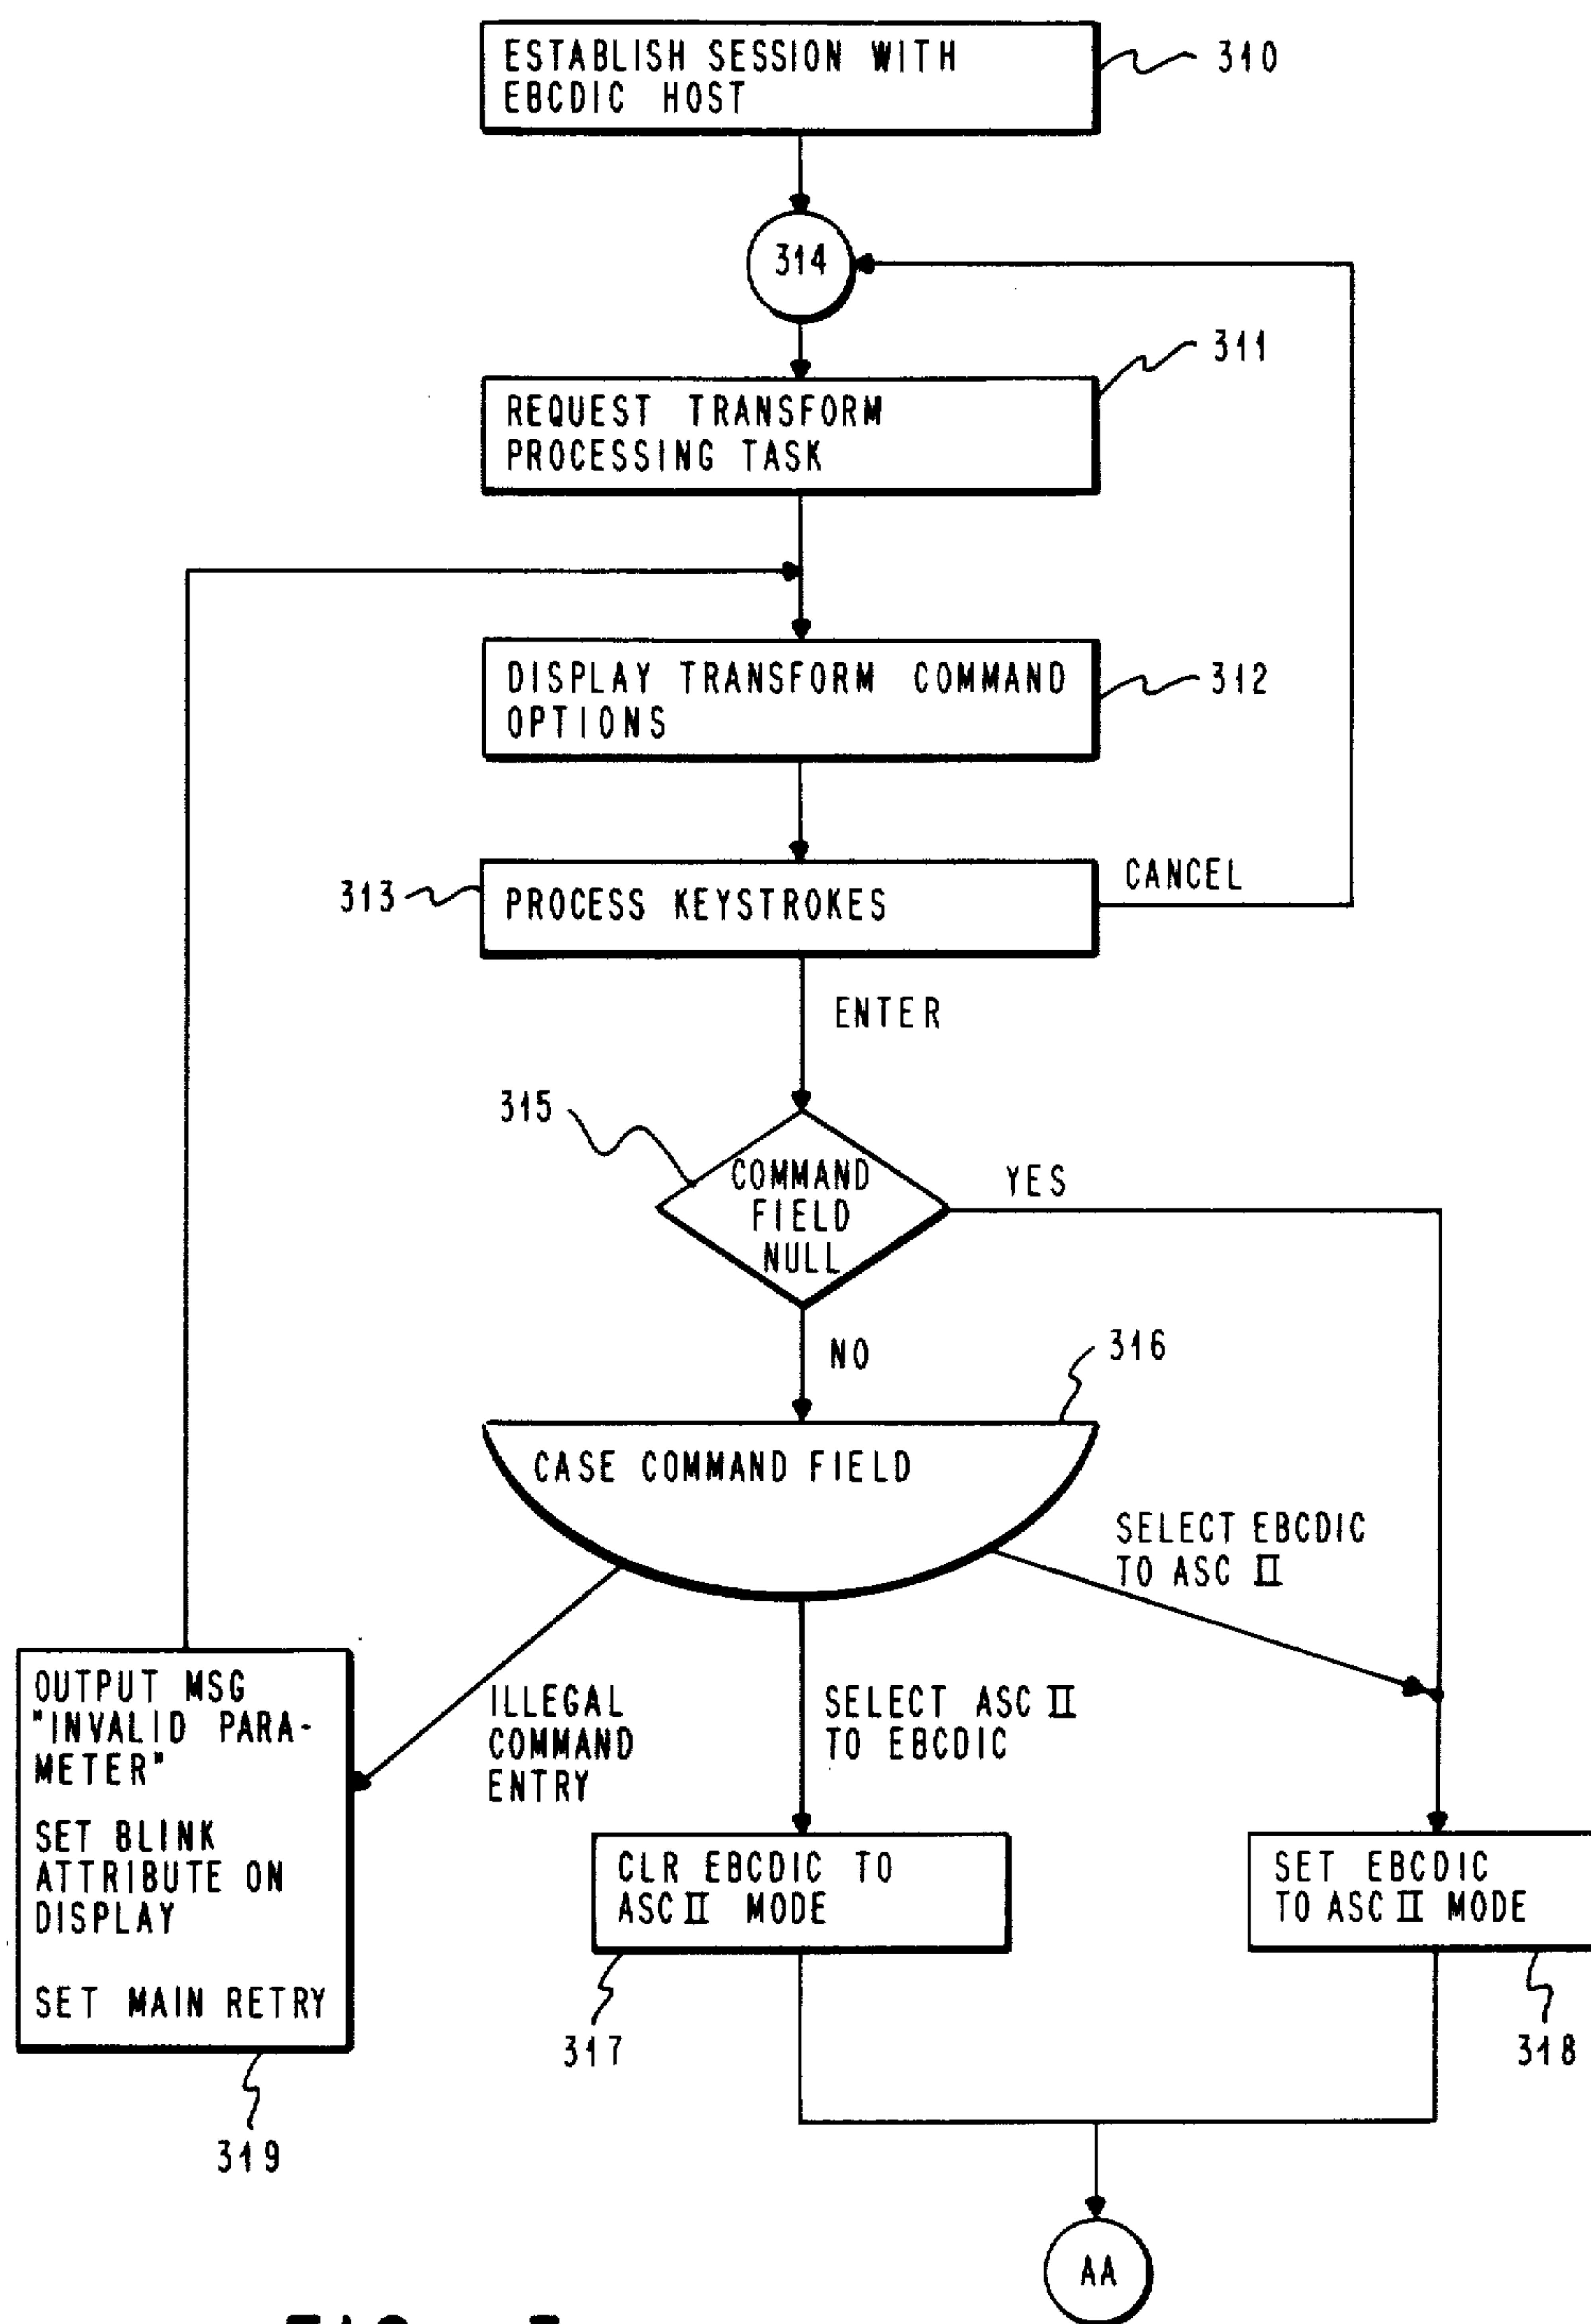 ESTABLISH SESSION WITH
EBCDIC HOST
310
314
311
REQUEST TRANSFORM
PROCESSING TASK
DISPLAY TRANSFORM COMMAND
OPTIONS
312
313
PROCESS KEYSTROKES
CANCEL
ENTER
315
COMMAND
FIELD
NULL
YES
NO
316
CASE COMMAND FIELD
SELECT EBCDIC
TO ASC II
OUTPUT MSG
"INVALID PARA-
METER"
SET BLINK
ATTRIBUTE ON
DISPLAY
SET MAIN RETRY
ILLEGAL
COMMAND
ENTRY
SELECT ASC II
TO EBCDIC
CLR EBCDIC TO
ASC II MODE
SET EBCDIC
TO ASC II MODE
317
318
319
AA